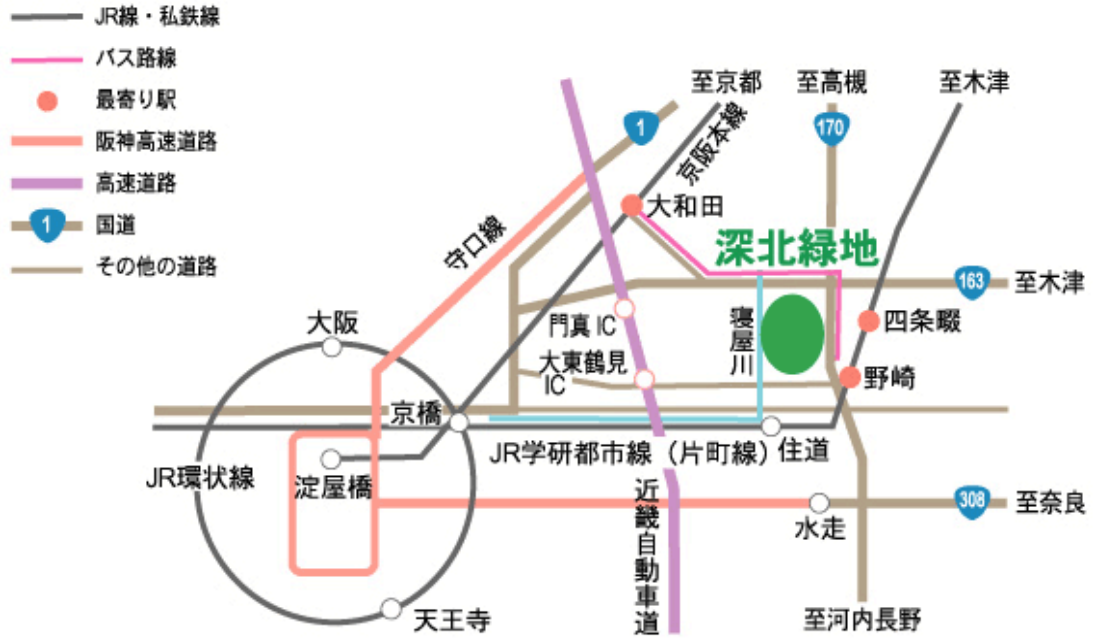 JR線・私鉄線
バス路線
最寄り駅
阪神高速道路
高速道路
1
国道
その他の道路
至京都
至高槻
至木津
1
170
京阪本線
大和田
守口線
深北緑地
163
至木津
門真 IC
寝屋川
四条畷
大阪
大東鶴見
IC
野崎
京橋
JR学研都市線（片町線）
住道
JR環状線
淀屋橋
近畿自動車道
308
至奈良
水走
天王寺
至河内長野